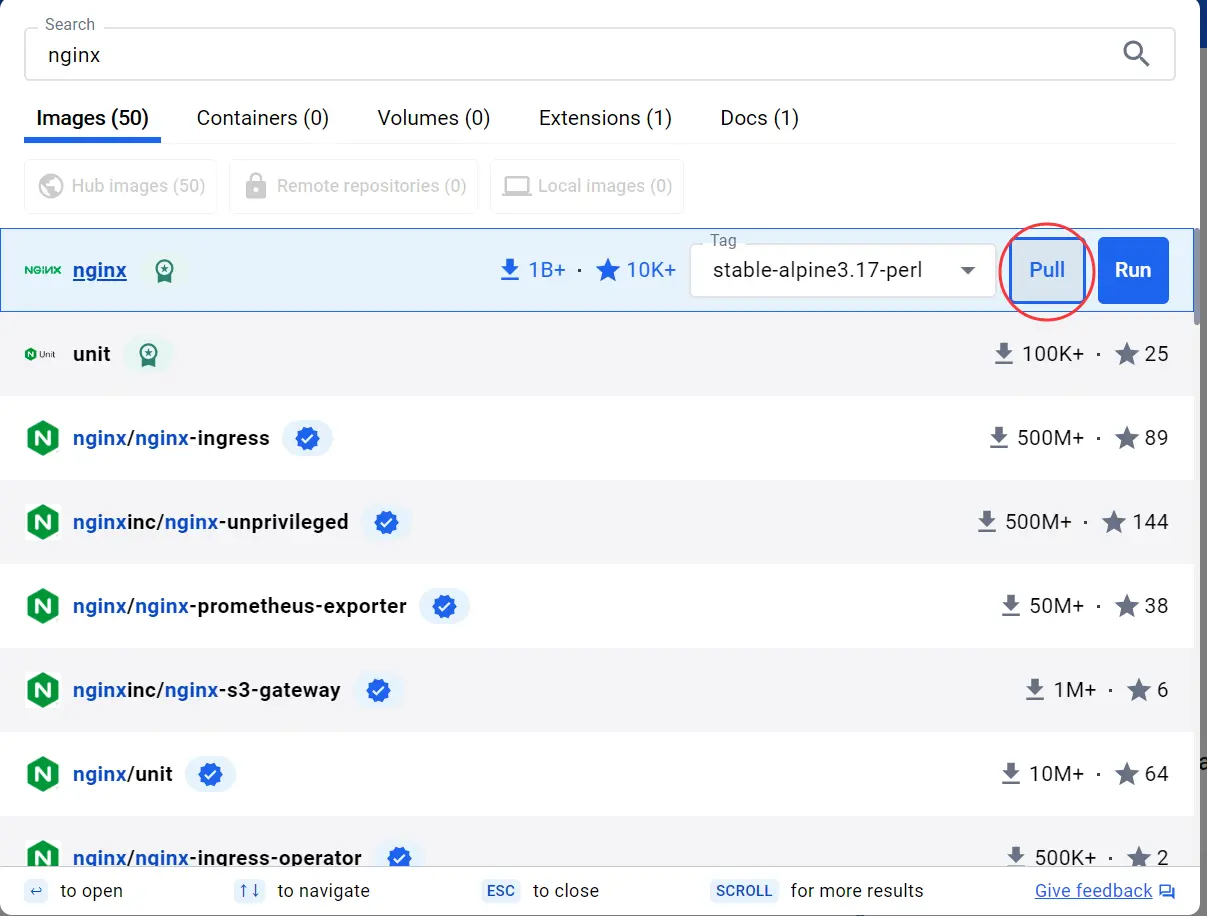 Search
nginx
Images (50) Containers (0) Volumes (0) Extensions (1) Docs (1)
Hub images (50) Remote repositories (0) Local images (0)
NGINX nginx 1B+ · 10K+ Tag stable-alpine3.17-perl Pull Run
N Unit unit 100K+ · 25
N nginx/nginx-ingress 500M+ · 89
N nginxinc/nginx-unprivileged 500M+ · 144
N nginx/nginx-prometheus-exporter 50M+ · 38
N nginxinc/nginx-s3-gateway 1M+ · 6
N nginx/unit 10M+ · 64
N nginx/nginx-ingress-operator 500K+ · 2
↩ to open ↑↓ to navigate ESC to close SCROLL for more results Give feedback